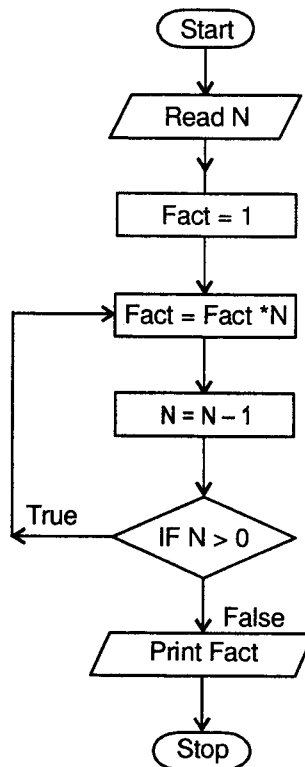 Start
Read N
Fact = 1
Fact = Fact *N
N = N – 1
True
IF N > 0
False
Print Fact
Stop